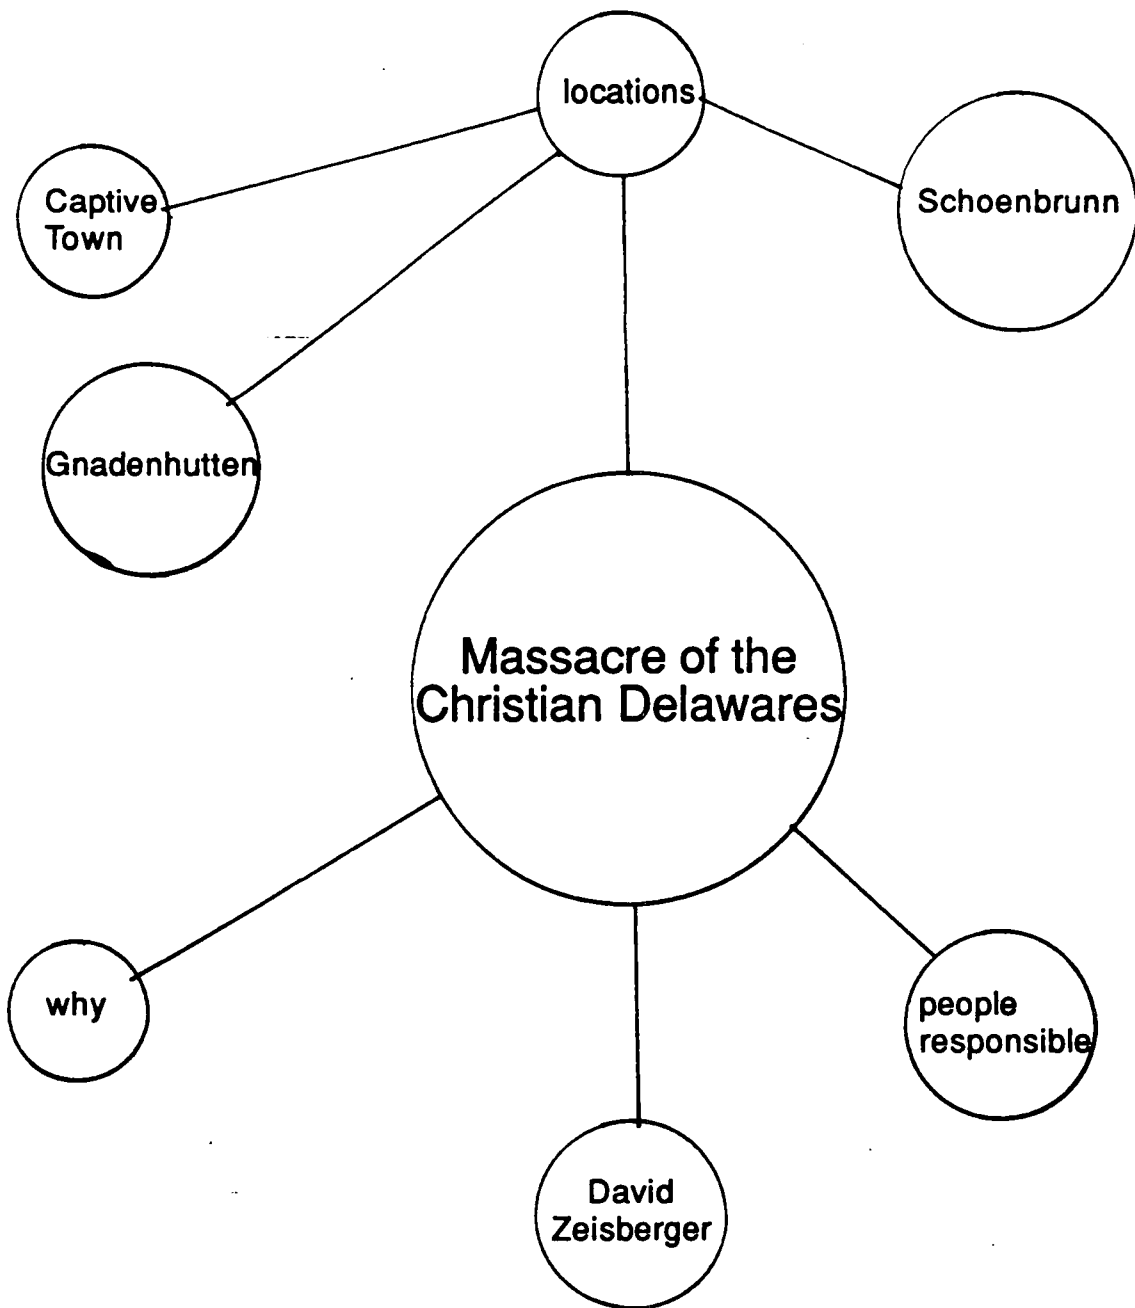 locations
Captive
Town
Schoenbrunn
Gnadenhutten
Massacre of the
Christian Delawares
why
people
responsible
David
Zeisberger